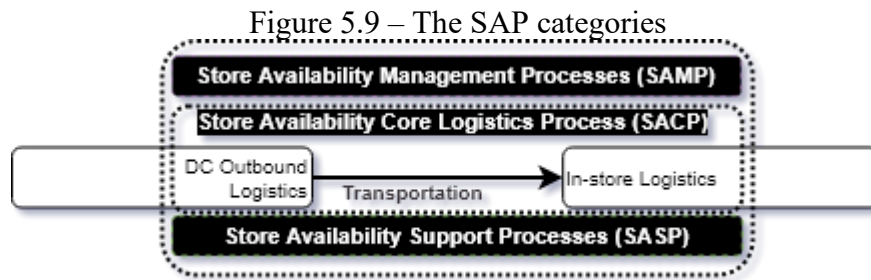 Figure 5.9 – The SAP categories
Store Availability Management Processes (SAMP)
Store Availability Core Logistics Process (SACP)
DC Outbound
Logistics
Transportation
In-store Logistics
Store Availability Support Processes (SASP)